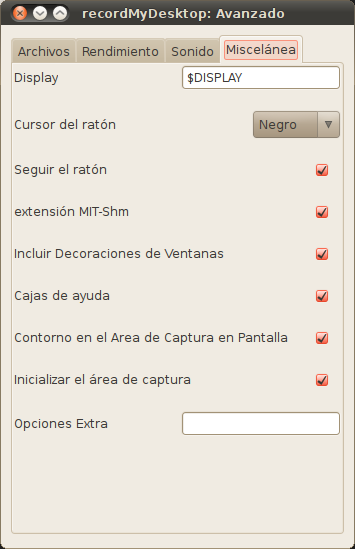 recordMyDesktop: Avanzado
Archivos Rendimiento Sonido Miscelánea
Display $DISPLAY
Cursor del ratón Negro
Seguir el ratón
extensión MIT-Shm
Incluir Decoraciones de Ventanas
Cajas de ayuda
Contorno en el Area de Captura en Pantalla
Inicializar el área de captura
Opciones Extra